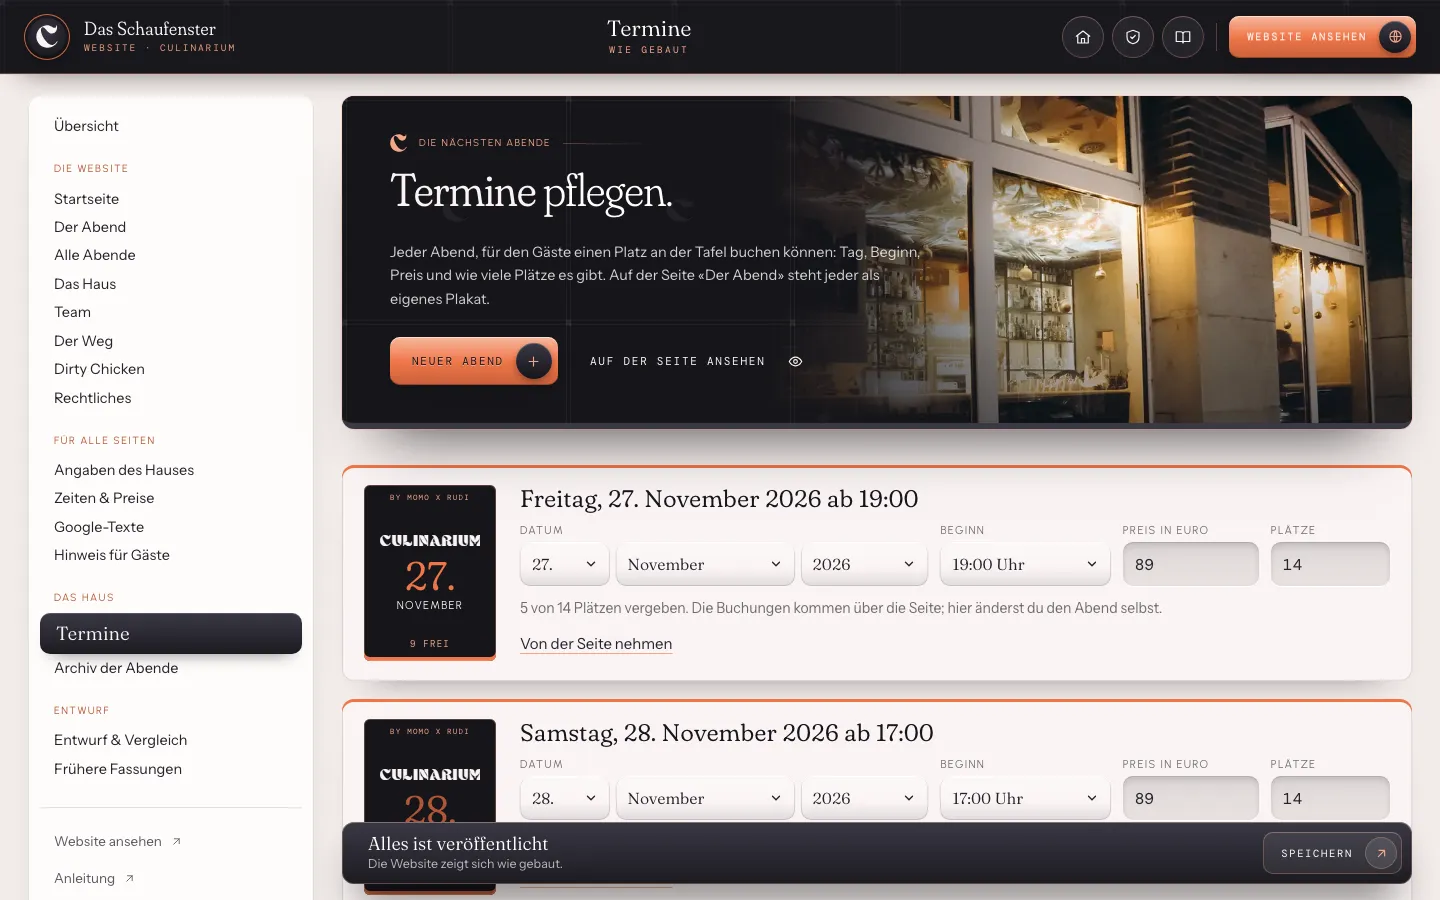 Das Schaufenster
WEBSITE · CULINARIUM
Termine
WIE GEBAUT
WEBSITE ANSEHEN
Übersicht
DIE WEBSITE
Startseite
Der Abend
Alle Abende
Das Haus
Team
Der Weg
Dirty Chicken
Rechtliches
FÜR ALLE SEITEN
Angaben des Hauses
Zeiten & Preise
Google-Texte
Hinweis für Gäste
DAS HAUS
Termine
Archiv der Abende
ENTWURF
Entwurf & Vergleich
Frühere Fassungen
Website ansehen
Anleitung
DIE NÄCHSTEN ABENDE
Termine pflegen.
Jeder Abend, für den Gäste einen Platz an der Tafel buchen können: Tag, Beginn,
Preis und wie viele Plätze es gibt. Auf der Seite «Der Abend» steht jeder als
eigenes Plakat.
NEUER ABEND
AUF DER SEITE ANSEHEN
BY MOMO X RUDI
CULINARIUM
27.
NOVEMBER
9 FREI
Freitag, 27. November 2026 ab 19:00
DATUM BEGINN PREIS IN EURO PLÄTZE
27. November 2026 19:00 Uhr 89 14
5 von 14 Plätzen vergeben. Die Buchungen kommen über die Seite; hier änderst du den Abend selbst.
Von der Seite nehmen
BY MOMO X RUDI
CULINARIUM
28.
Samstag, 28. November 2026 ab 17:00
DATUM BEGINN PREIS IN EURO PLÄTZE
28. November 2026 17:00 Uhr 89 14
Alles ist veröffentlicht
Die Website zeigt sich wie gebaut.
SPEICHERN